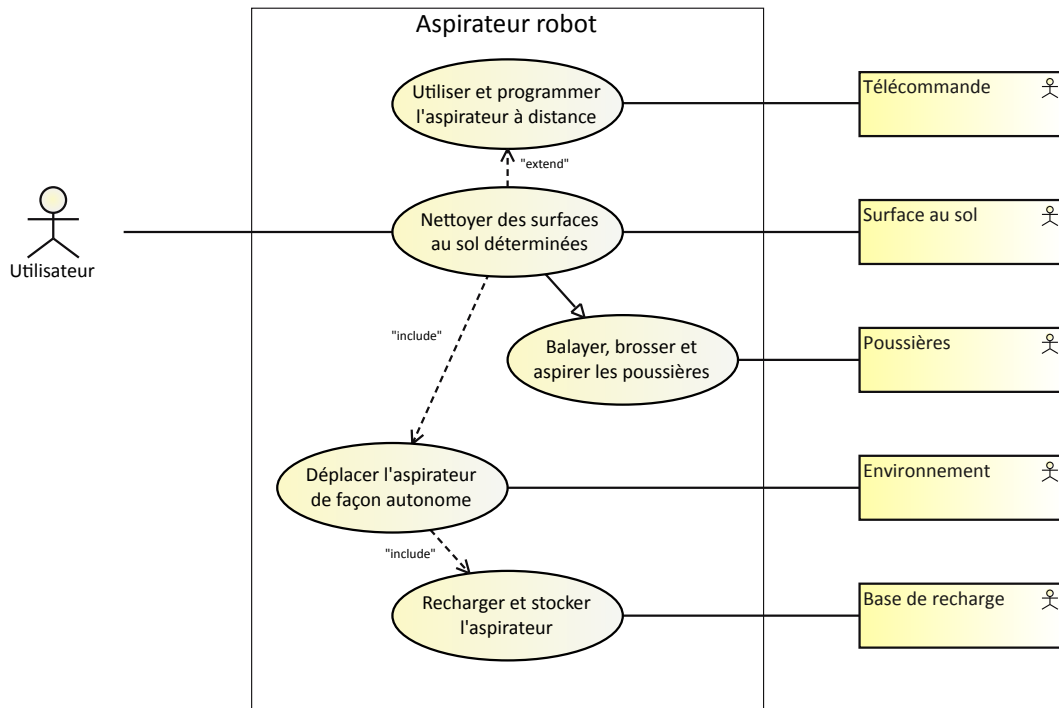 Aspirateur robot
Utiliser et programmer
l'aspirateur à distance
Télécommande
"extend"
Utilisateur
Nettoyer des surfaces
au sol déterminées
Surface au sol
"include"
Balayer, brosser et
aspirer les poussières
Poussières
Déplacer l'aspirateur
de façon autonome
Environnement
"include"
Recharger et stocker
l'aspirateur
Base de recharge